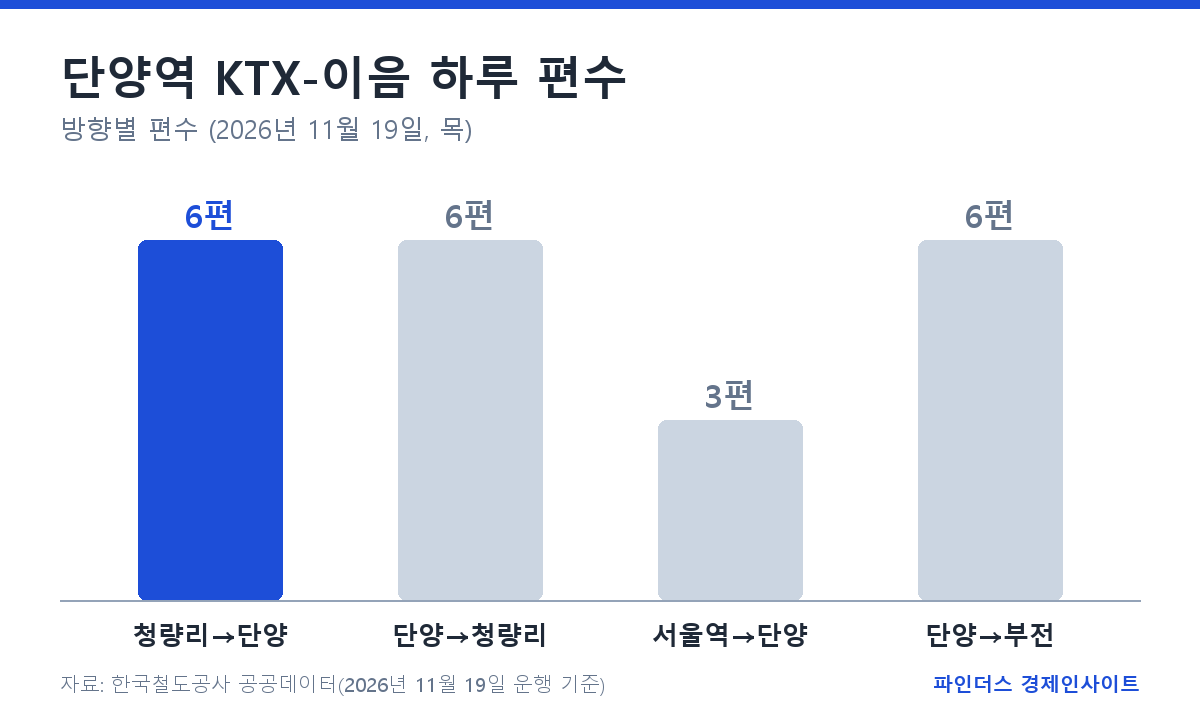 단양역 KTX-이음 하루 편수
방향별 편수 (2026년 11월 19일, 목)
6편
6편
3편
6편
청량리→단양
단양→청량리
서울역→단양
단양→부전
자료: 한국철도공사 공공데이터(2026년 11월 19일 운행 기준)
파인더스 경제인사이트